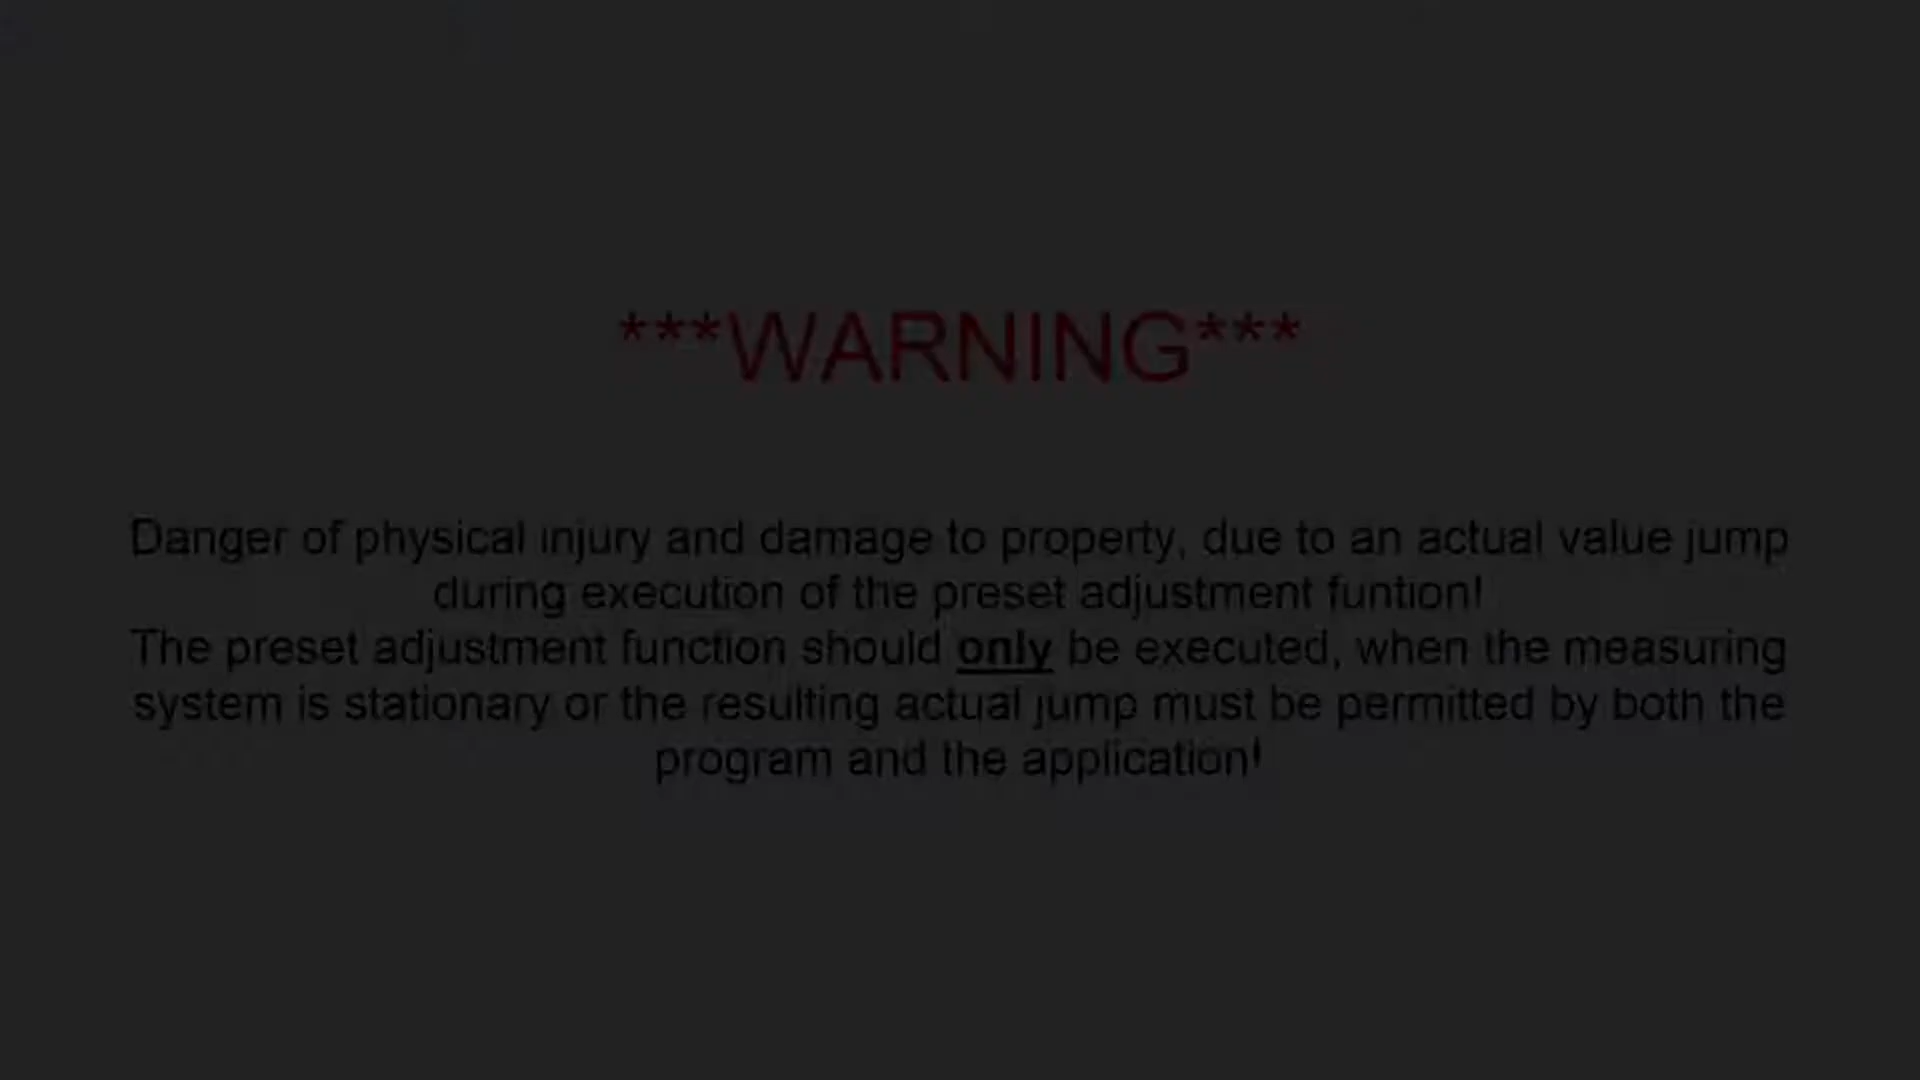 ***WARNING***
Danger of physical injury and damage to property, due to an actual value jump
during execution of the preset adjustment funtion!
The preset adjustment function should only be executed, when the measuring
system is stationary or the resulting actual jump must be permitted by both the
program and the application!